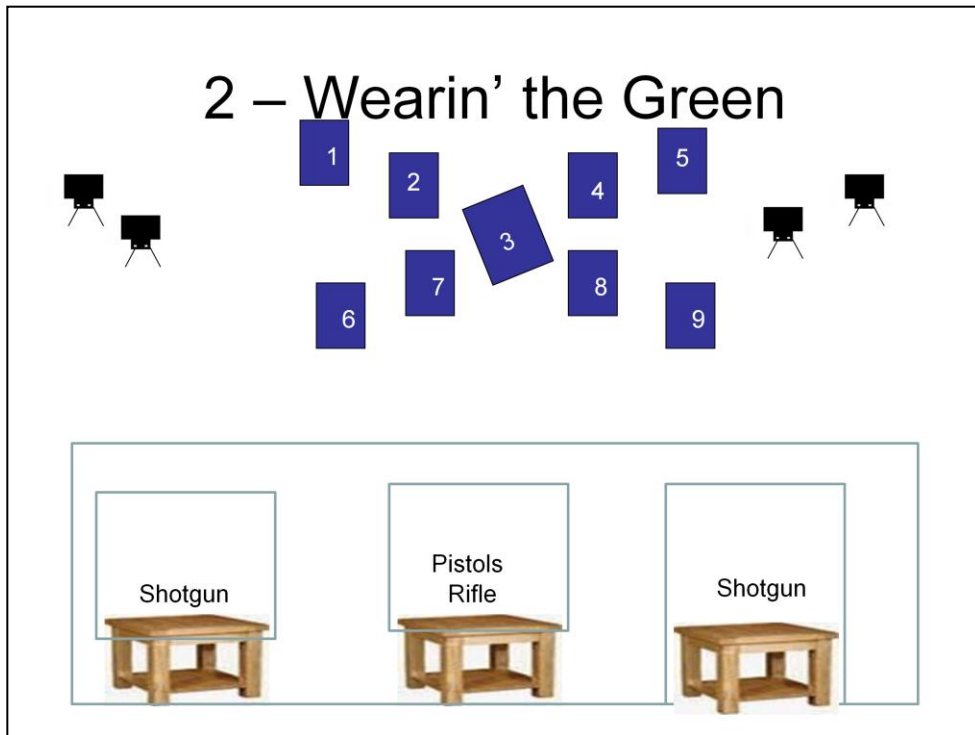 2 – Wearin’ the Green
1
2
3
4
5
6
7
8
9
Shotgun
Pistols
Rifle
Shotgun